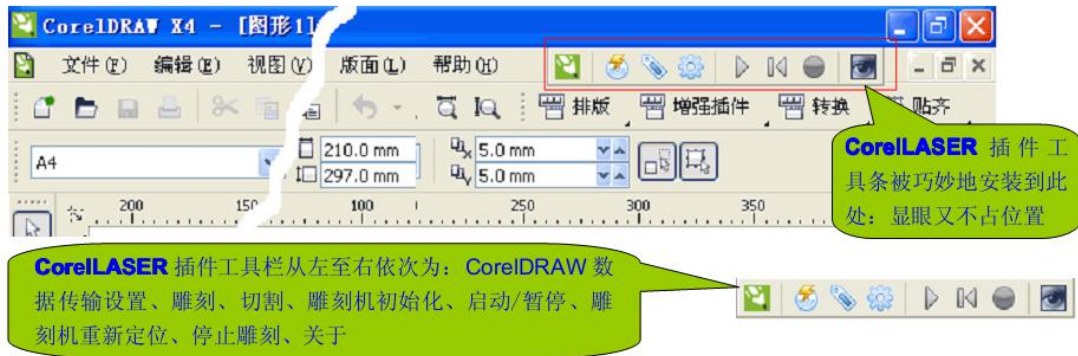 CorelDRAW X4 - [图形1]
文件(F) 编辑(E) 视图(V) 版面(L) 帮助(H)
排版 增强插件 转换 贴齐
A4 210.0 mm 5.0 mm
297.0 mm 5.0 mm
200 150 100 250 300 350
CorelLASER 插件工
具条被巧妙地安装到此
处：显眼又不占位置
CorelLASER 插件工具栏从左至右依次为：CorelDRAW 数
据传输设置、雕刻、切割、雕刻机初始化、启动/暂停、雕
刻机重新定位、停止雕刻、关于